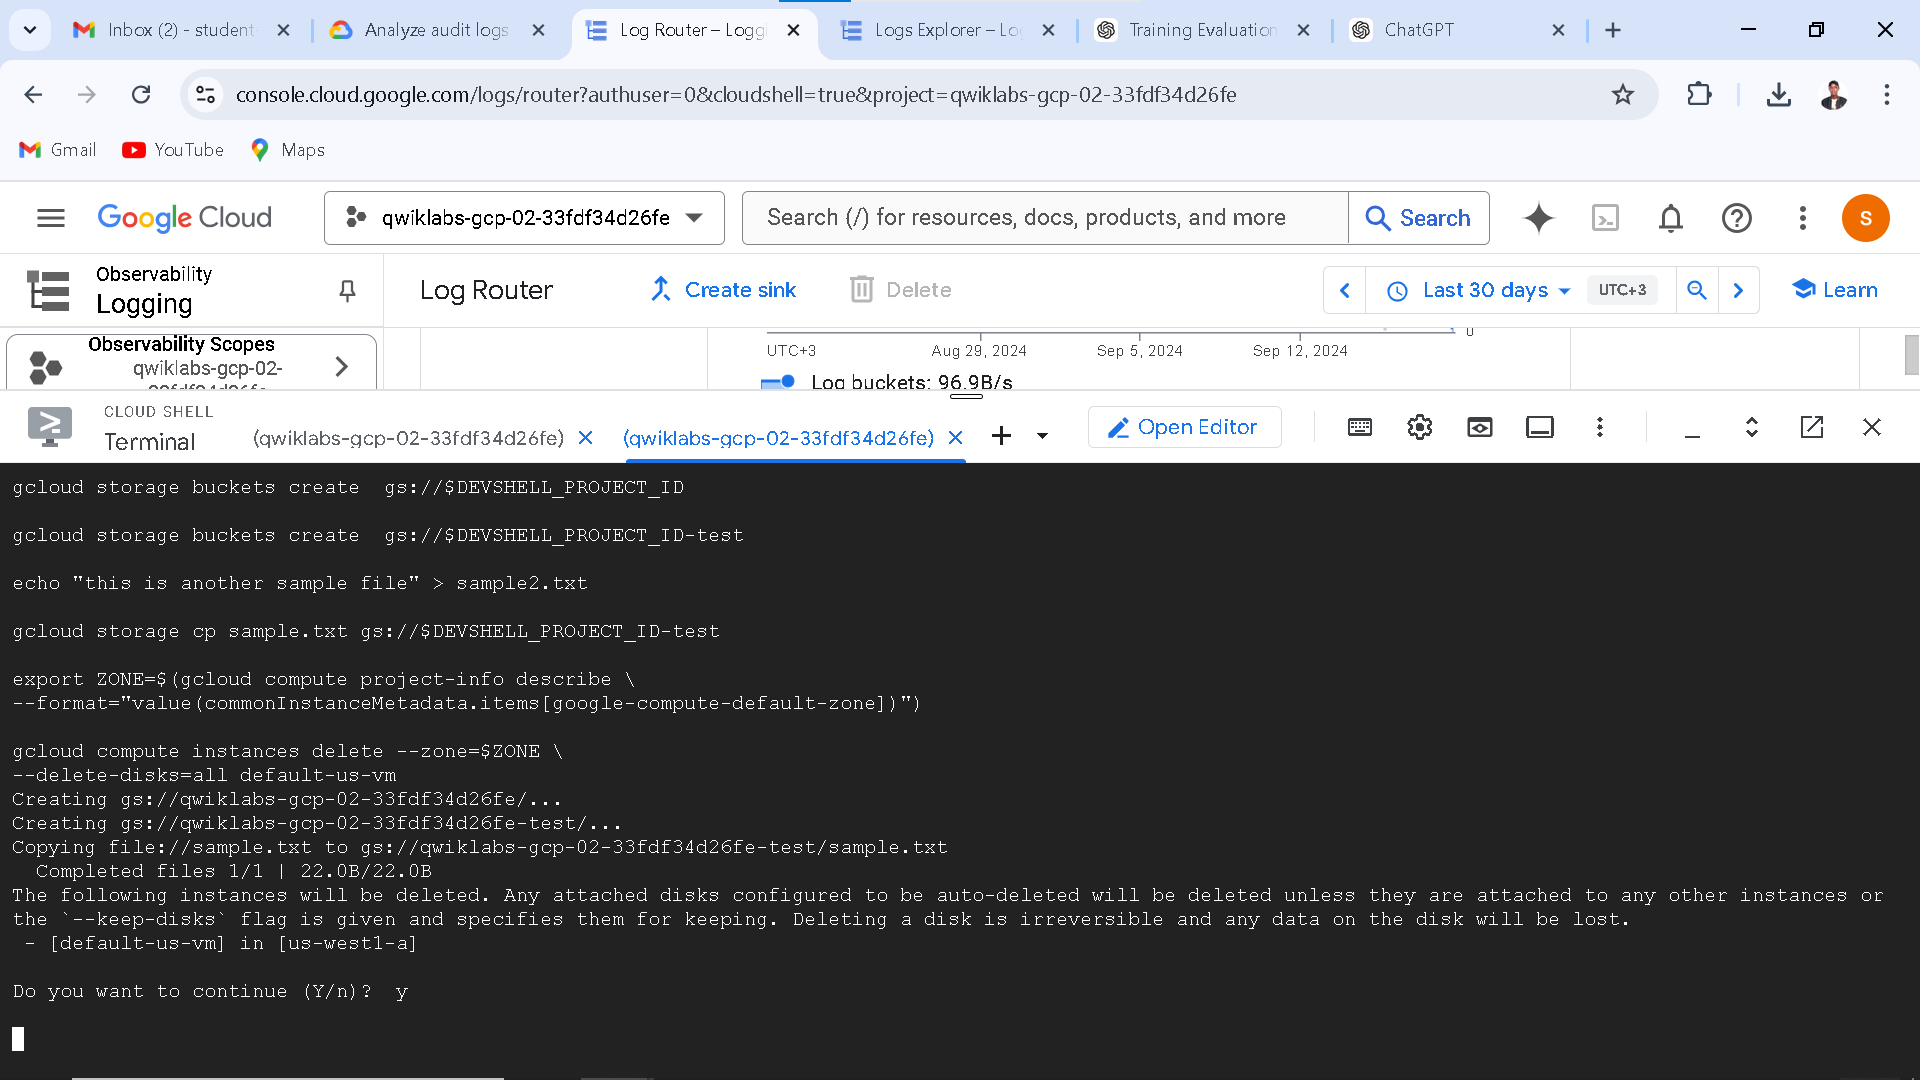 Inbox (2) - student
Analyze audit logs
Log Router – Loggi
Logs Explorer – Lo
Training Evaluation
ChatGPT
console.cloud.google.com/logs/router?authuser=0&cloudshell=true&project=qwiklabs-gcp-02-33fdf34d26fe
Gmail
YouTube
Maps
Google Cloud
qwiklabs-gcp-02-33fdf34d26fe
Search (/) for resources, docs, products, and more
Search
S
Observability
Logging
Log Router
Create sink
Delete
Last 30 days
UTC+3
Learn
Observability Scopes
qwiklabs-gcp-02-
33fdf34d26fe
0
UTC+3
Aug 29, 2024
Sep 5, 2024
Sep 12, 2024
Log buckets: 96.9B/s
CLOUD SHELL
Terminal
(qwiklabs-gcp-02-33fdf34d26fe)
(qwiklabs-gcp-02-33fdf34d26fe)
Open Editor
gcloud storage buckets create  gs://$DEVSHELL_PROJECT_ID
gcloud storage buckets create  gs://$DEVSHELL_PROJECT_ID-test
echo "this is another sample file" > sample2.txt
gcloud storage cp sample.txt gs://$DEVSHELL_PROJECT_ID-test
export ZONE=$(gcloud compute project-info describe \
--format="value(commonInstanceMetadata.items[google-compute-default-zone])")
gcloud compute instances delete --zone=$ZONE \
--delete-disks=all default-us-vm
Creating gs://qwiklabs-gcp-02-33fdf34d26fe/...
Creating gs://qwiklabs-gcp-02-33fdf34d26fe-test/...
Copying file://sample.txt to gs://qwiklabs-gcp-02-33fdf34d26fe-test/sample.txt
  Completed files 1/1 | 22.0B/22.0B
The following instances will be deleted. Any attached disks configured to be auto-deleted will be deleted unless they are attached to any other instances or
the `--keep-disks` flag is given and specifies them for keeping. Deleting a disk is irreversible and any data on the disk will be lost.
 - [default-us-vm] in [us-west1-a]
Do you want to continue (Y/n)?  y